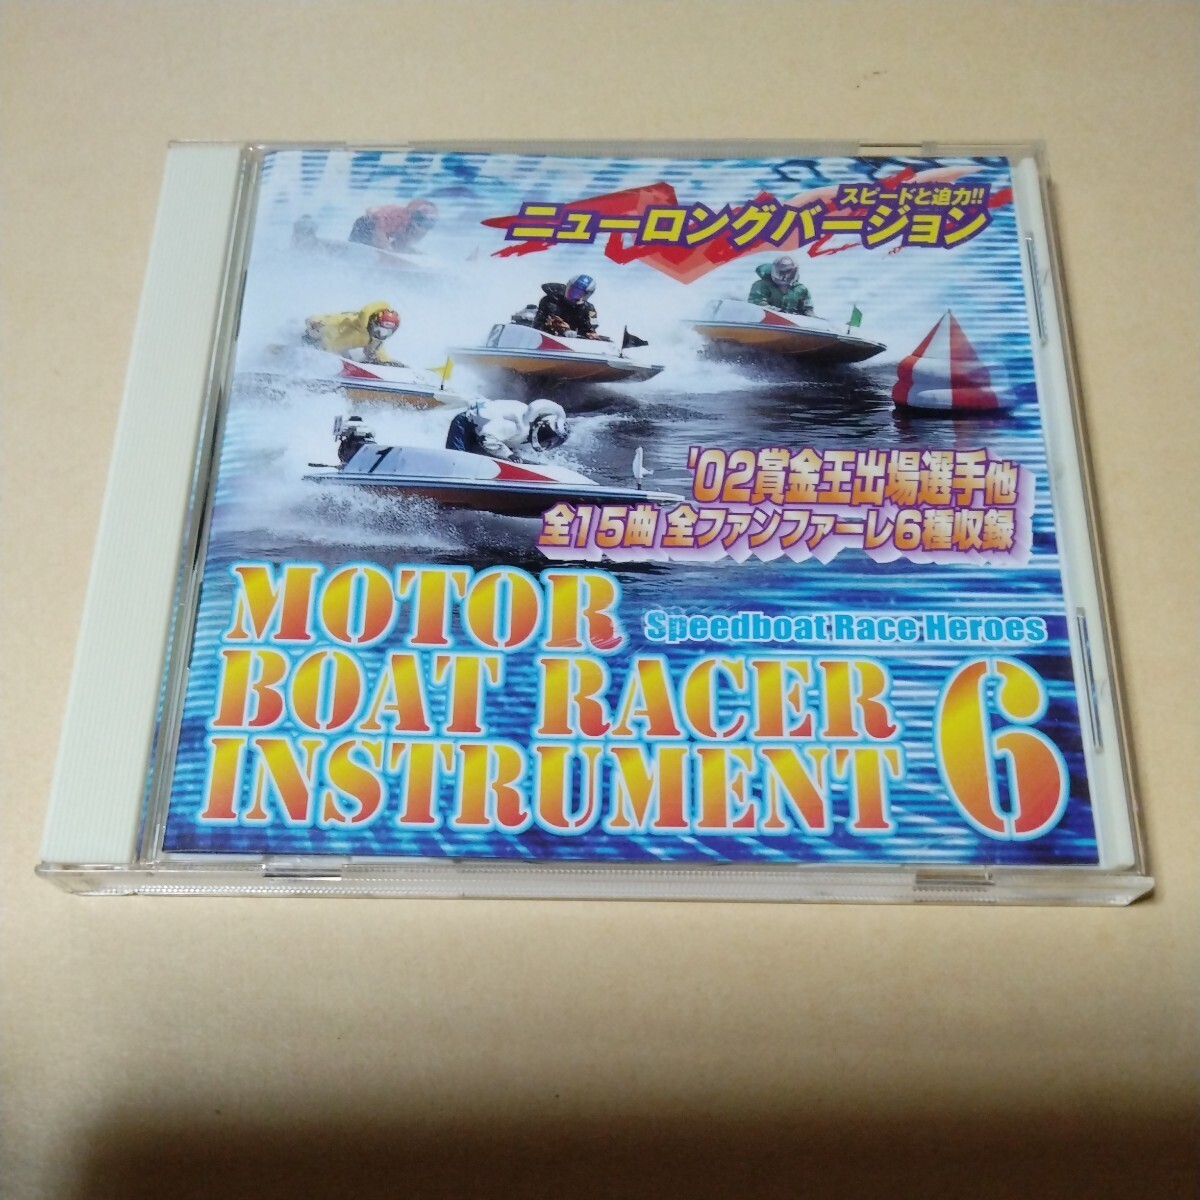 スピードと迫力!!
ニューロングバージョン
'02賞金王出場選手他
全15曲 全ファンファーレ6種収録
1
2
MOTOR
Speedboat Race Heroes
BOAT RACER
INSTRUMENT 6